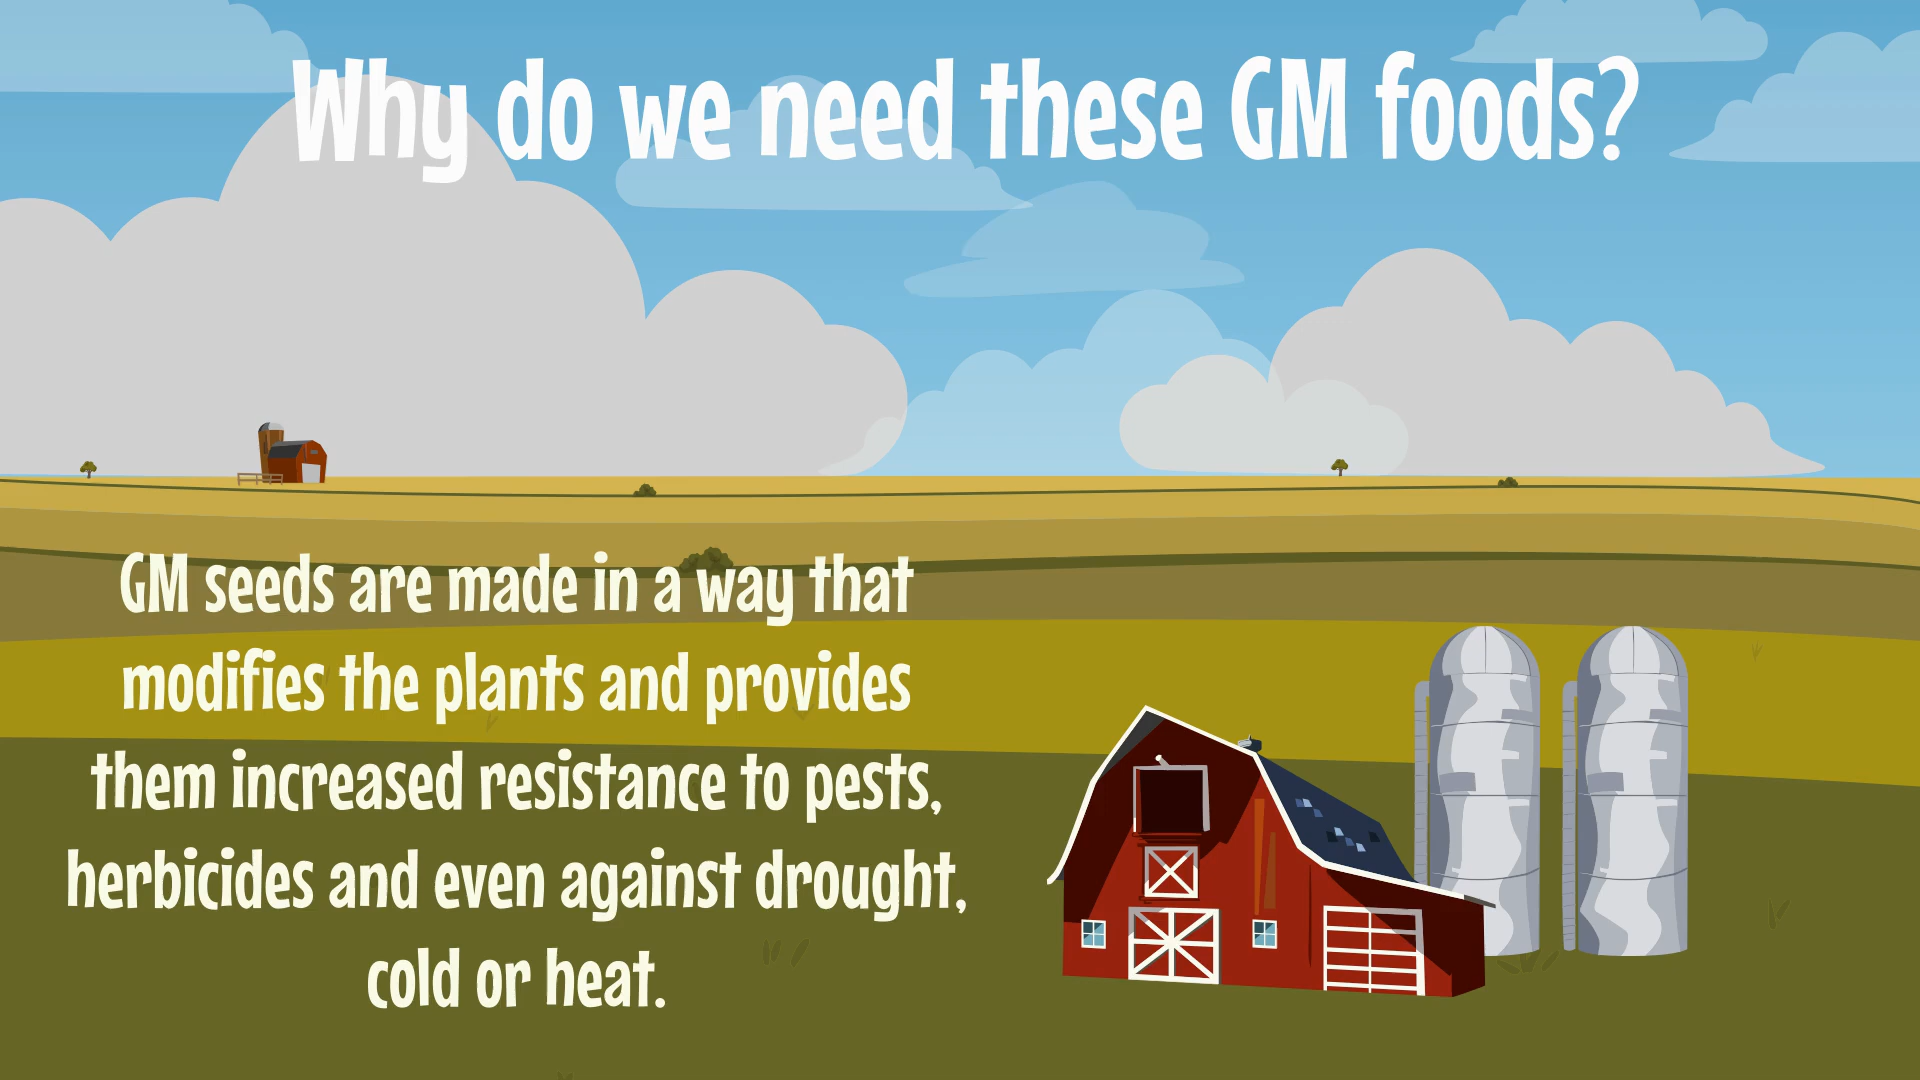 Why do we need these GM foods?
GM seeds are made in a way that
modifies the plants and provides
them increased resistance to pests,
herbicides and even against drought,
cold or heat.